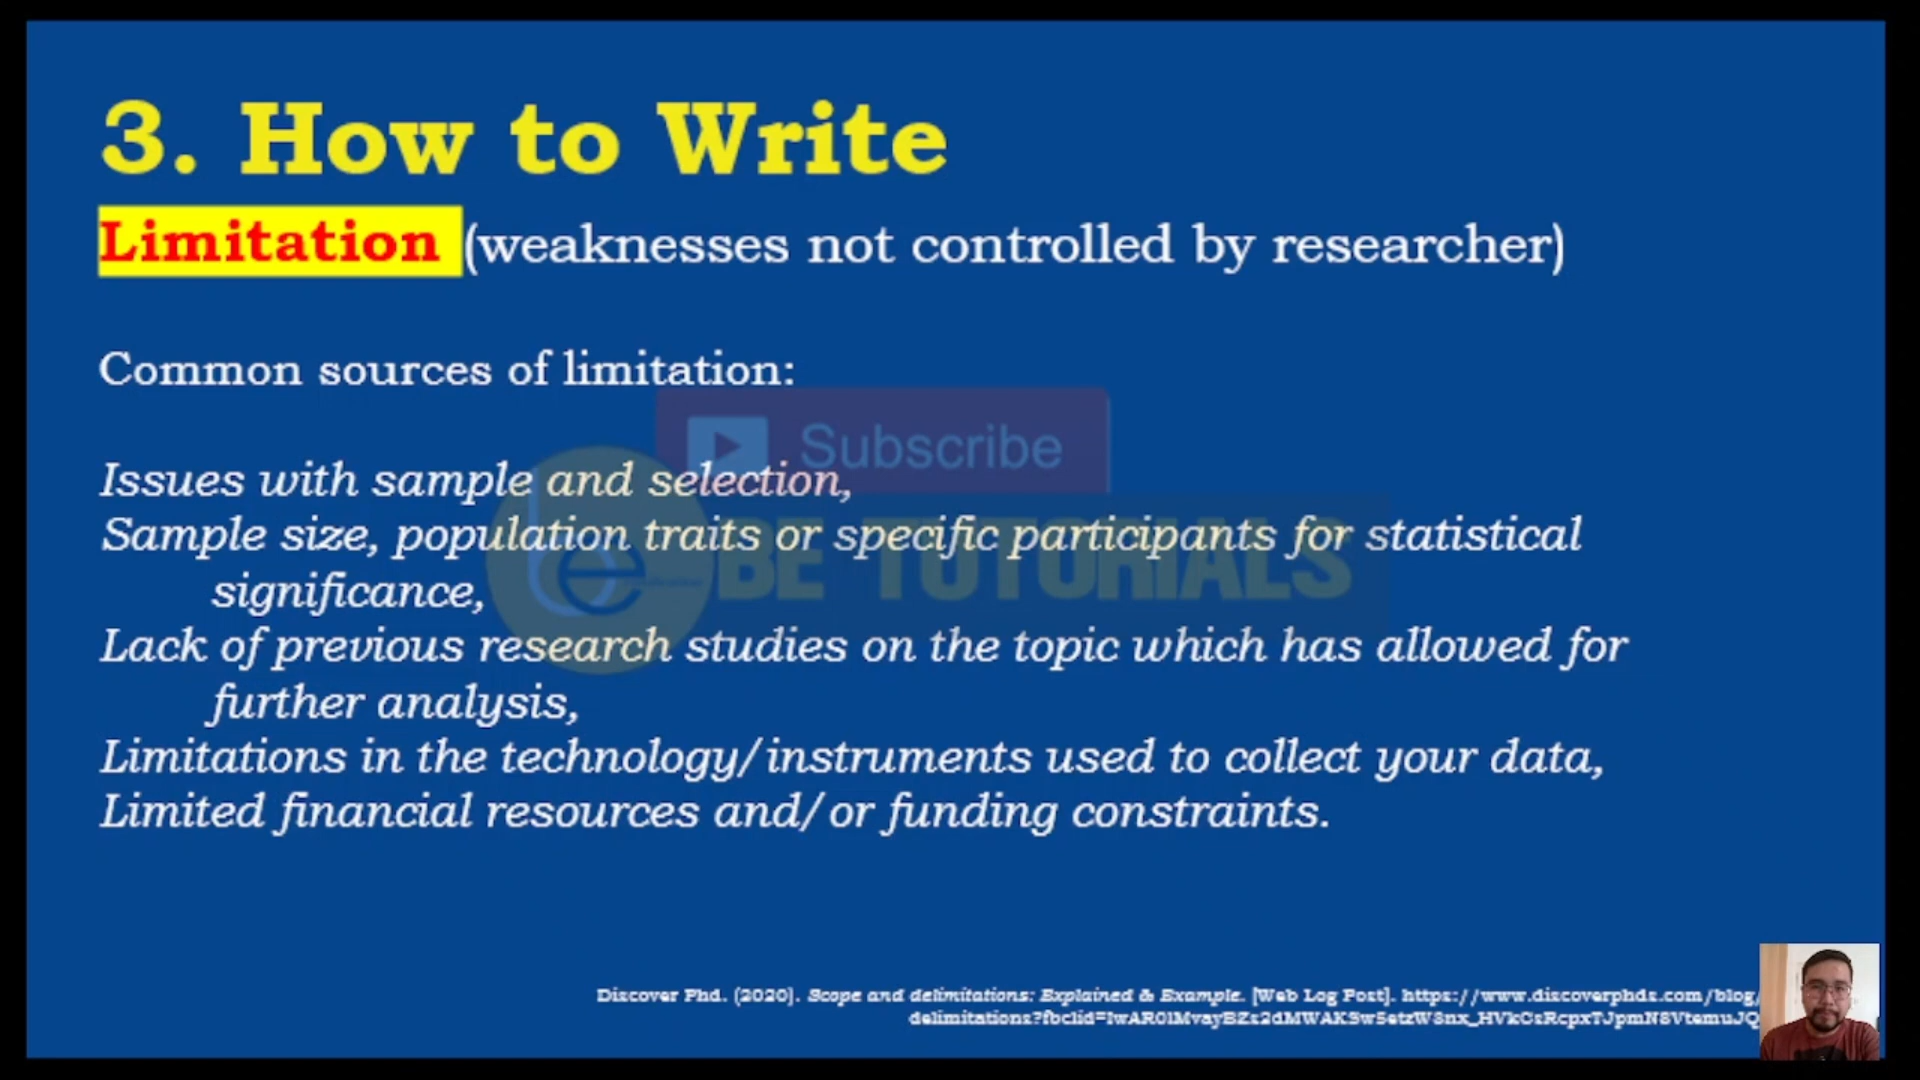 3. How to Write
Limitation (weaknesses not controlled by researcher)
Common sources of limitation:
Subscribe
Issues with sample and selection,
Sample size, population traits or specific participants for statistical
significance,
BE TUTORIALS
Lack of previous research studies on the topic which has allowed for
further analysis,
Limitations in the technology/instruments used to collect your data,
Limited financial resources and/or funding constraints.
Discover Phd. (2020). Scope and delimitations: Explained & Example. [Web Log Post]. https://www.discoverphds.com/blog/